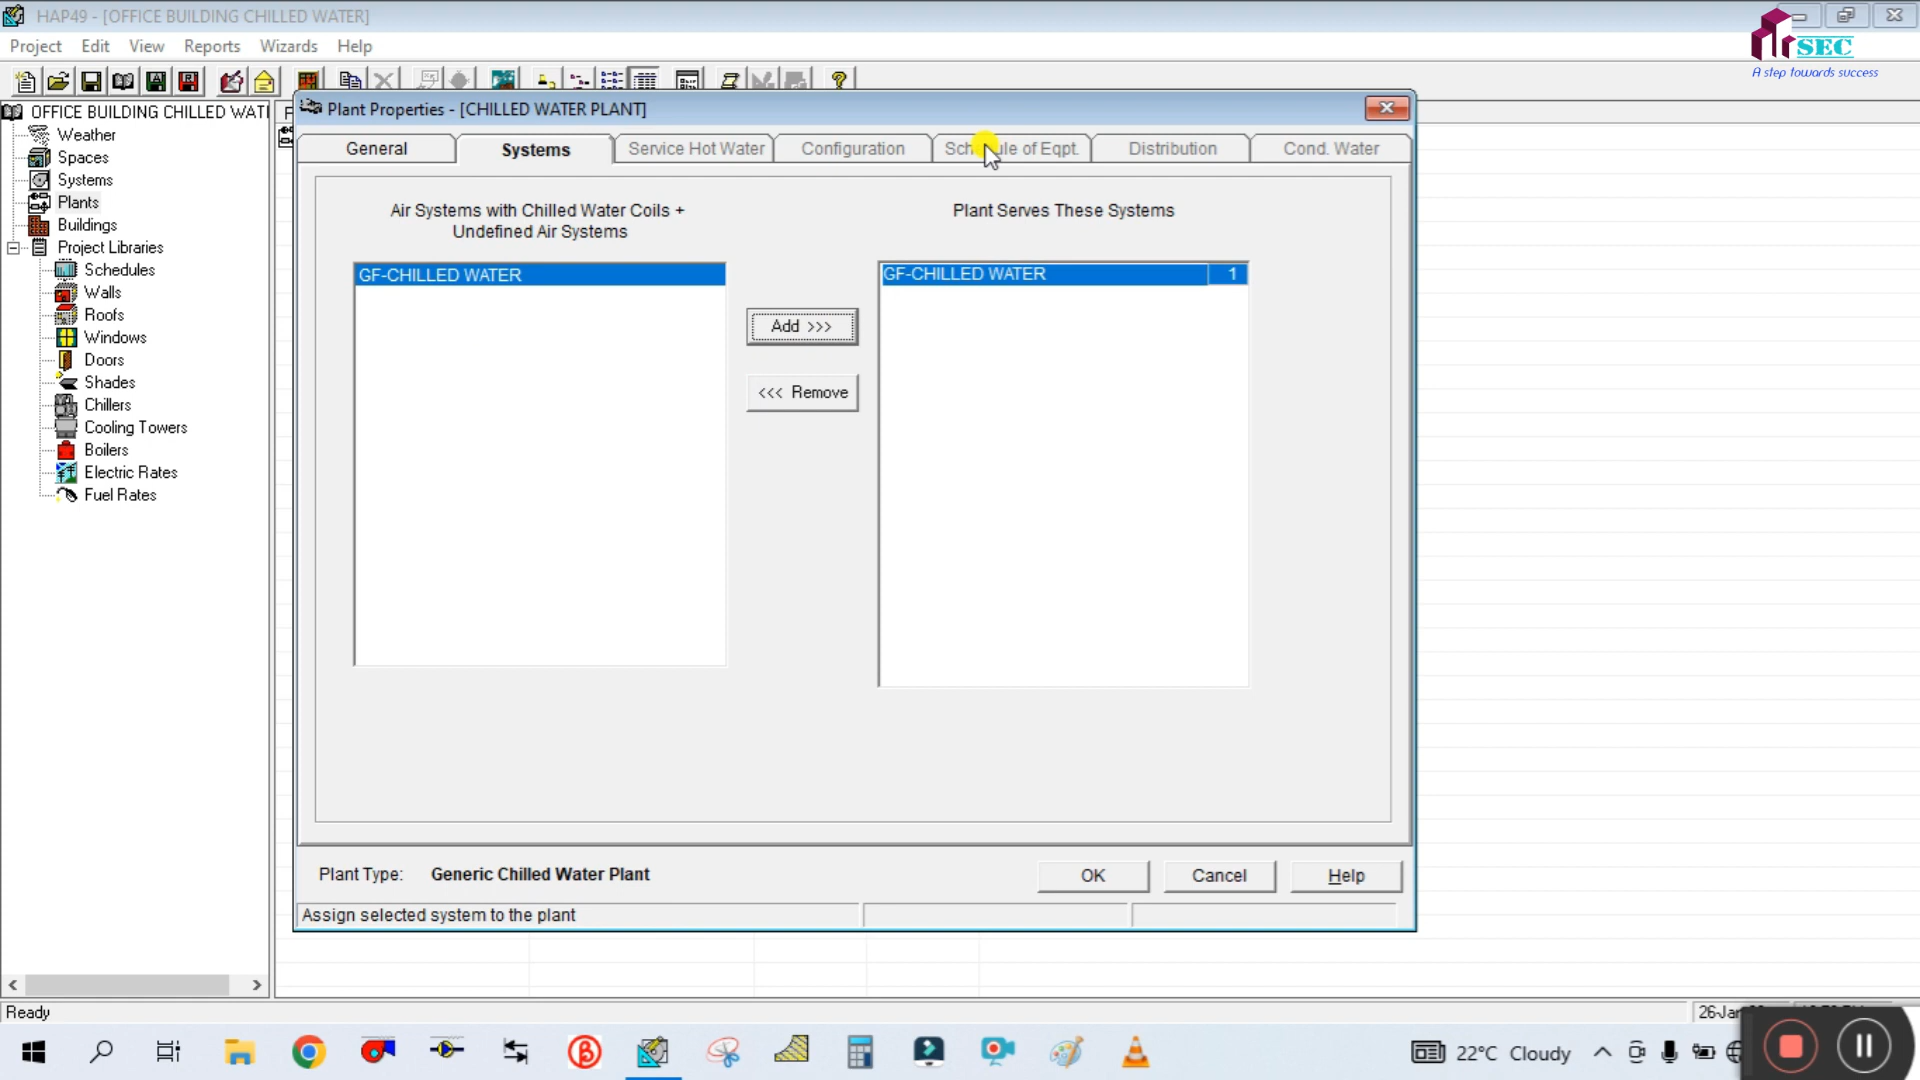 HAP49 - [OFFICE BUILDING CHILLED WATER]
SEC
A step towards success
Project Edit View Reports Wizards Help
OFFICE BUILDING CHILLED WATI
Weather
Spaces
Systems
Plants
Buildings
Project Libraries
Schedules
Walls
Roofs
Windows
Doors
Shades
Chillers
Cooling Towers
Boilers
Electric Rates
Fuel Rates
Plant Properties - [CHILLED WATER PLANT]
General Systems Service Hot Water Configuration Schedule of Eqpt. Distribution Cond. Water
Air Systems with Chilled Water Coils +
Undefined Air Systems
Plant Serves These Systems
GF-CHILLED WATER
GF-CHILLED WATER 1
Add >>>
<<< Remove
Plant Type: Generic Chilled Water Plant
OK Cancel Help
Assign selected system to the plant
Ready
22°C Cloudy